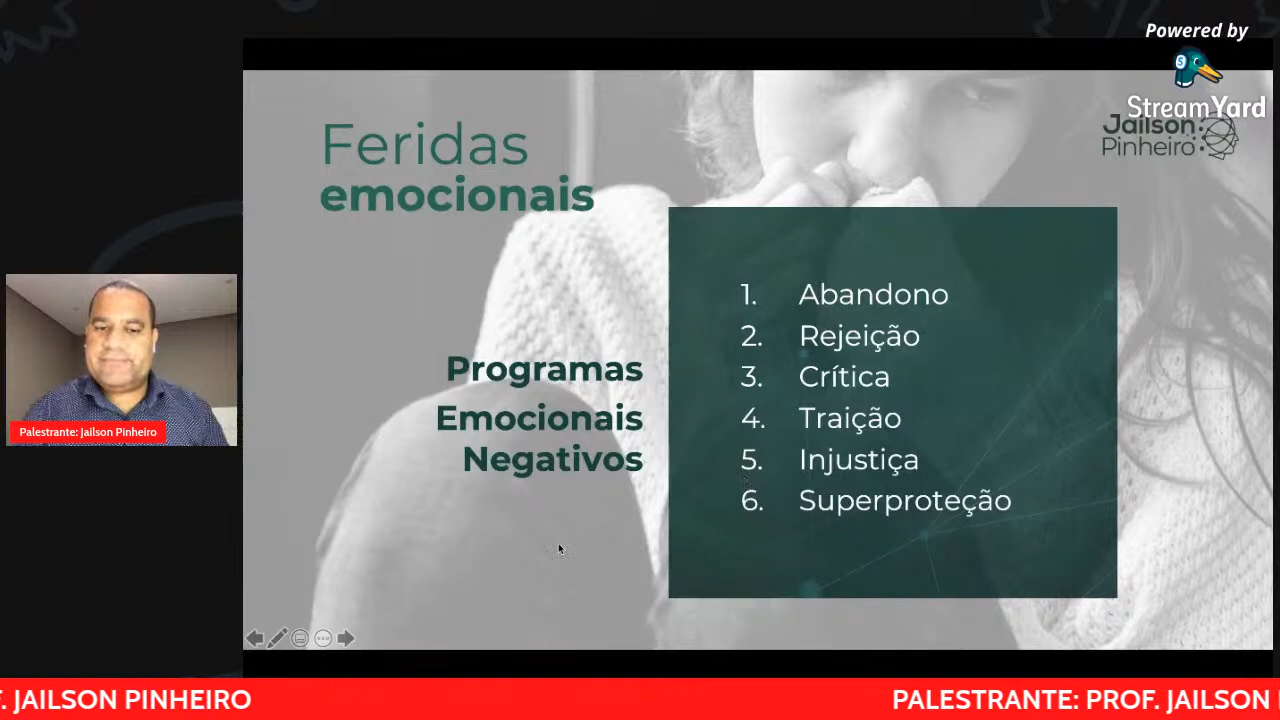 Powered by
StreamYard
Jailson
Pinheiro
Feridas
emocionais
Programas
Emocionais
Negativos
1. Abandono
2. Rejeição
3. Crítica
4. Traição
5. Injustiça
6. Superproteção
Palestrante: Jailson Pinheiro
F. JAILSON PINHEIRO
PALESTRANTE: PROF. JAILSON